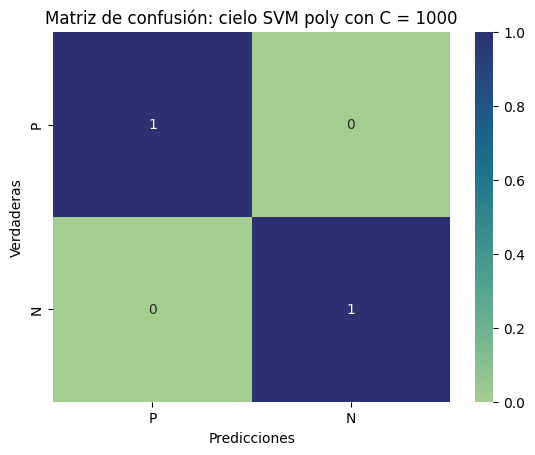 Matriz de confusión: cielo SVM poly con C = 1000
1.0
P
1
0
0.8
Verdaderas
0.6
0.4
N
0
1
0.2
0.0
P
N
Predicciones